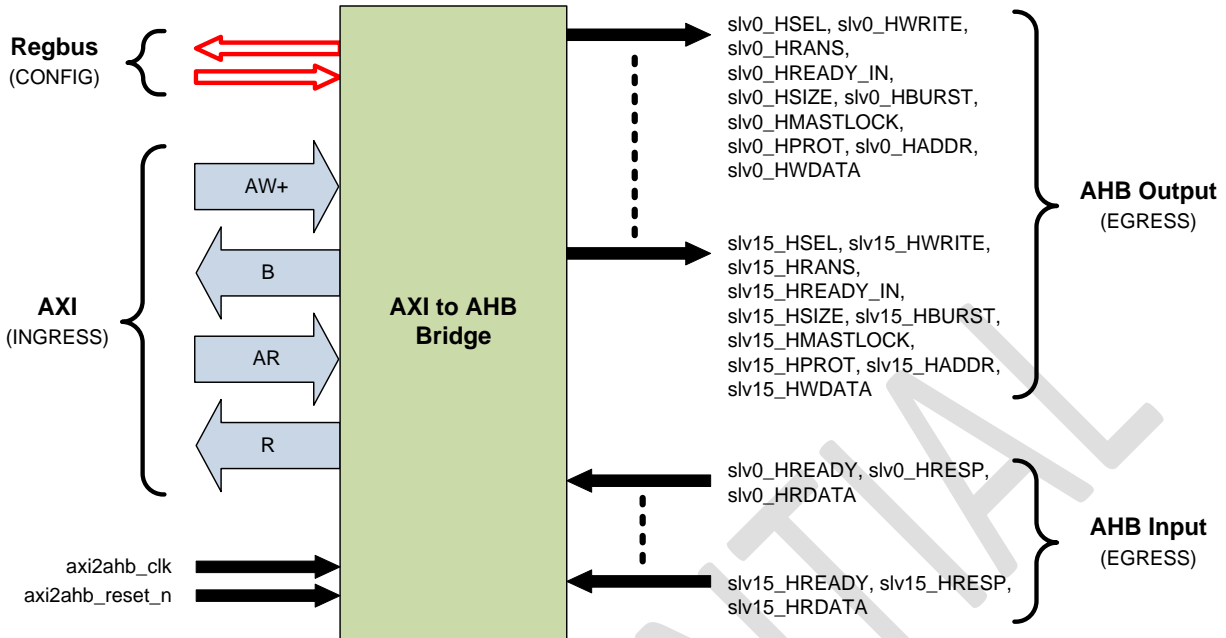 Regbus
(CONFIG)
AXI
(INGRESS)
AW+
B
AR
R
axi2ahb_clk
axi2ahb_reset_n
AXI to AHB
Bridge
slv0_HSEL, slv0_HWRITE,
slv0_HRANS,
slv0_HREADY_IN,
slv0_HSIZE, slv0_HBURST,
slv0_HMASTLOCK,
slv0_HPROT, slv0_HADDR,
slv0_HWDATA
slv15_HSEL, slv15_HWRITE,
slv15_HRANS,
slv15_HREADY_IN,
slv15_HSIZE, slv15_HBURST,
slv15_HMASTLOCK,
slv15_HPROT, slv15_HADDR,
slv15_HWDATA
AHB Output
(EGRESS)
slv0_HREADY, slv0_HRESP,
slv0_HRDATA
slv15_HREADY, slv15_HRESP,
slv15_HRDATA
AHB Input
(EGRESS)
NTIAL